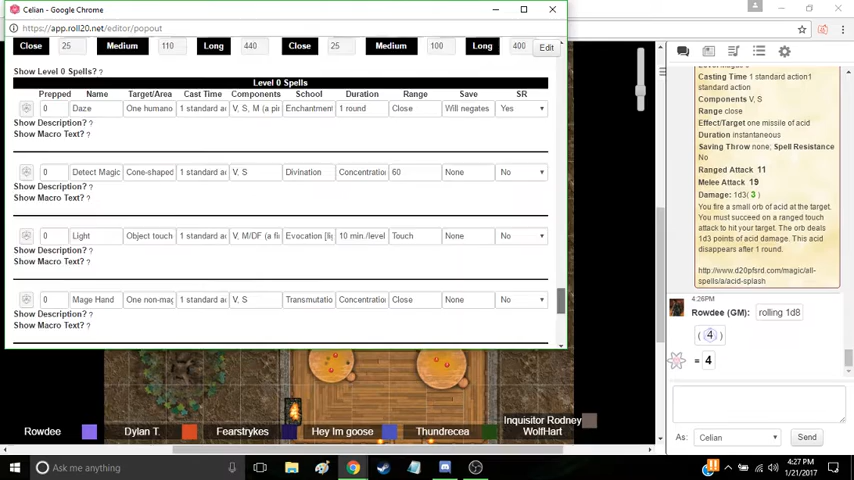 Celian - Google Chrome
https://app.roll20.net/editor/popout
Close 25 Medium 110 Long 440 Close 25 Medium 100 Long 400
Edit
Show Level 0 Spells? ?
Level 0 Spells
Prepped Name Target/Area Cast Time Components School Duration Range Save SR
0 Daze One humano 1 standard ac V, S, M (a pin Enchantment 1 round Close Will negates Yes
Show Description? ?
Show Macro Text? ?
0 Detect Magic Cone-shaped 1 standard ac V, S Divination Concentratio 60 None No
Show Description? ?
Show Macro Text? ?
0 Light Object touch 1 standard ac V, M/DF (a fi Evocation [lig 10 min./level Touch None No
Show Description? ?
Show Macro Text? ?
0 Mage Hand One non-mag 1 standard ac V, S Transmutatio Concentratio Close None No
Show Description? ?
Show Macro Text? ?
Casting Time 1 standard action1
standard action
Components V, S
Range close
Effect/Target one missile of acid
Duration instantaneous
Saving Throw none; Spell Resistance
No
Ranged Attack 11
Melee Attack 19
Damage: 1d3( 3 )
You fire a small orb of acid at the target.
You must succeed on a ranged touch
attack to hit your target. The orb deals
1d3 points of acid damage. This acid
disappears after 1 round.
http://www.d20pfsrd.com/magic/all-
spells/a/acid-splash
4:26PM
Rowdee (GM): rolling 1d8
( 4 )
= 4
As: Celian Send
Rowdee Dylan T. Fearstrykes Hey Im goose Thundrecea Inquisitor Rodney
WolfHart
Ask me anything
4:27 PM
1/21/2017